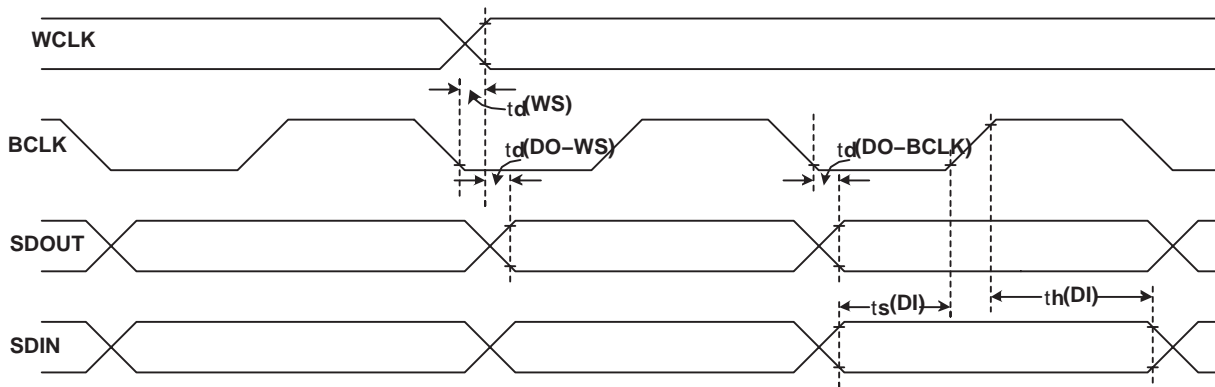 WCLK
td(WS)
BCLK
td(DO–WS)
td(DO–BCLK)
SDOUT
ts(DI)
th(DI)
SDIN